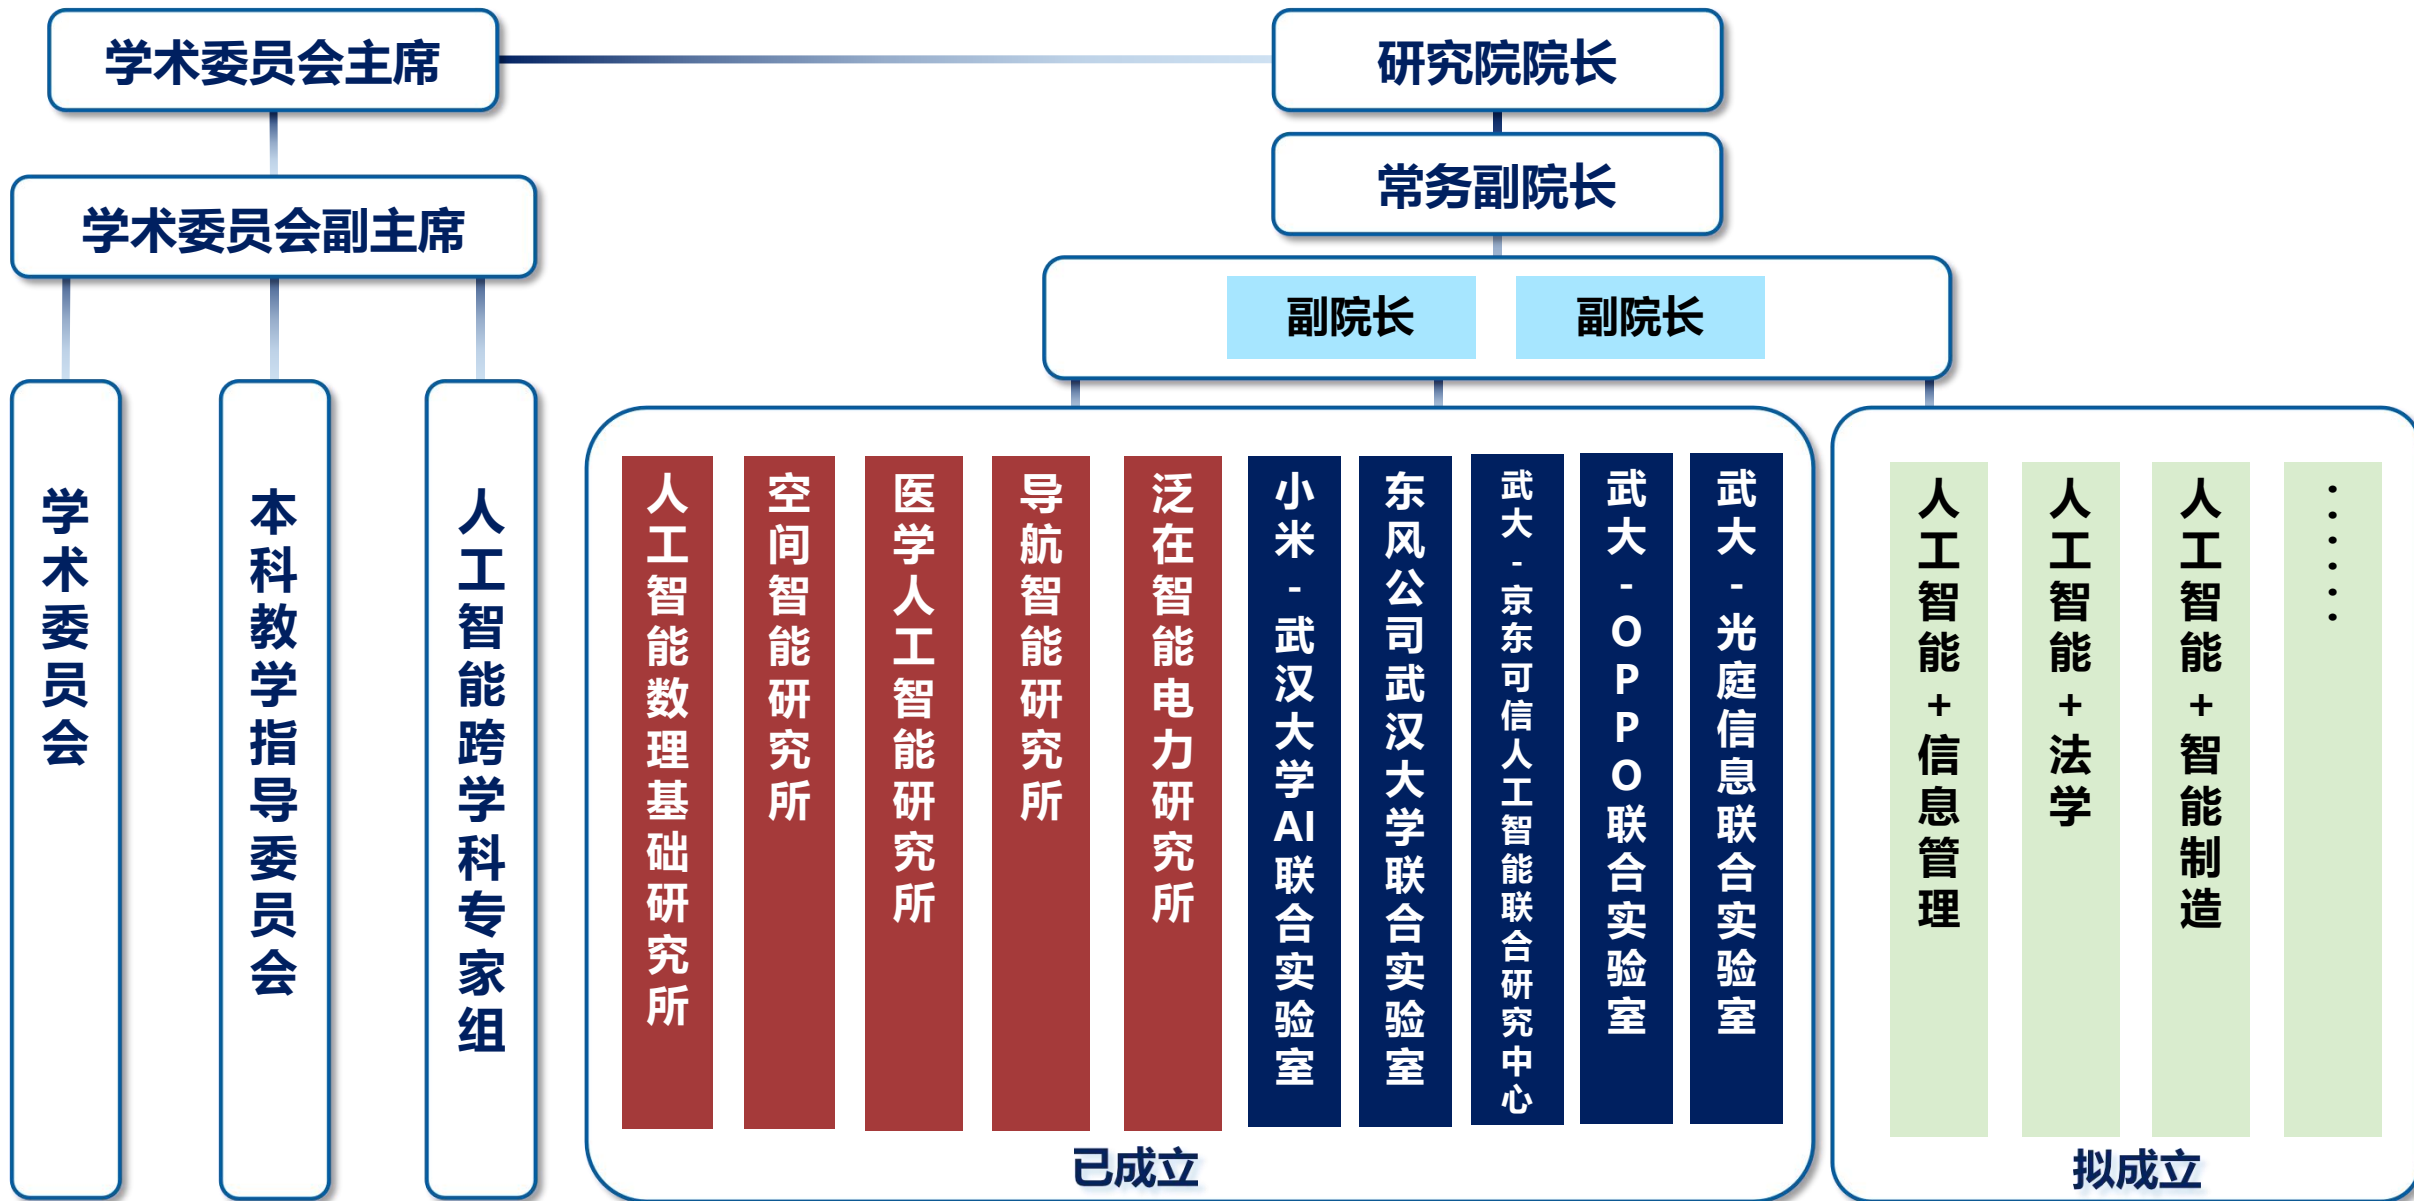 学术委员会主席
研究院院长
常务副院长
学术委员会副主席
副院长
副院长
学术委员会
本科教学指导委员会
人工智能跨学科专家组
人工智能数理基础研究所
空间智能研究所
医学人工智能研究所
导航智能研究所
泛在智能电力研究所
小米-武汉大学AI联合实验室
东风公司武汉大学联合实验室
武大-京东可信人工智能联合研究中心
武大-OPPO联合实验室
武大-光庭信息联合实验室
已成立
人工智能+信息管理
人工智能+法学
人工智能+智能制造
······
拟成立